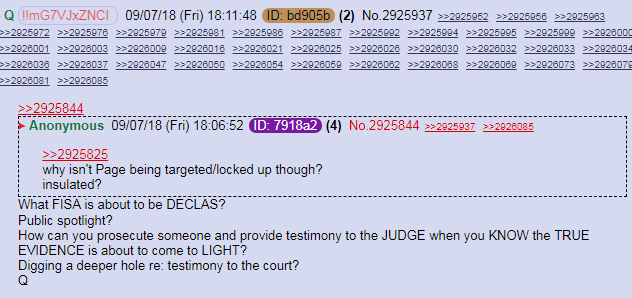 Q !!mG7VJxZNCI 09/07/18 (Fri) 18:11:48 ID: bd905b (2) No.2925937 >>2925952 >>2925956 >>2925963
>>2925972 >>2925976 >>2925979 >>2925981 >>2925986 >>2925987 >>2925992 >>2925994 >>2925995 >>2925999 >>2926000
>>2926001 >>2926003 >>2926009 >>2926016 >>2926021 >>2926025 >>2926026 >>2926030 >>2926032 >>2926033 >>2926034
>>2926036 >>2926037 >>2926047 >>2926050 >>2926056 >>2926059 >>2926062 >>2926068 >>2926069 >>2926073 >>2926079
>>2926081 >>2926085
>>2925844
Anonymous 09/07/18 (Fri) 18:06:52 ID: 7918a2 (4) No.2925844 >>2925937 >>2926085
>>2925825
why isn't Page being targeted/locked up though?
insulated?
What FISA is about to be DECLAS?
Public spotlight?
How can you prosecute someone and provide testimony to the JUDGE when you KNOW the TRUE
EVIDENCE is about to come to LIGHT?
Digging a deeper hole re: testimony to the court?
Q